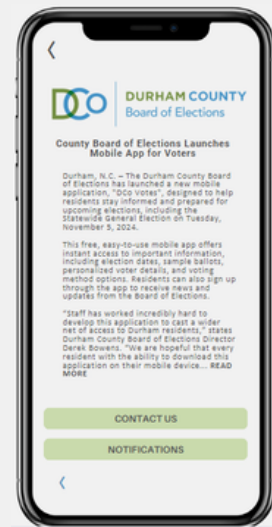 DCo
DURHAM COUNTY
Board of Elections
County Board of Elections Launches
Mobile App for Voters
Durham, N.C. – The Durham County Board
of Elections has launched a new mobile
application, "DCo Votes", designed to help
residents stay informed and prepared for
upcoming elections, including the
Statewide General Election on Tuesday,
November 5, 2024.
This free, easy-to-use mobile app offers
instant access to important information,
including election dates, sample ballots,
personalized voter details, and voting
method options. Residents can also sign up
through the app to receive news and
updates from the Board of Elections.
"Staff has worked incredibly hard to
develop this application to cast a wider
net of access to Durham residents," states
Durham County Board of Elections Director
Derek Bowens. "We are hopeful that every
resident with the ability to download this
application on their mobile device... READ
MORE
CONTACT US
NOTIFICATIONS